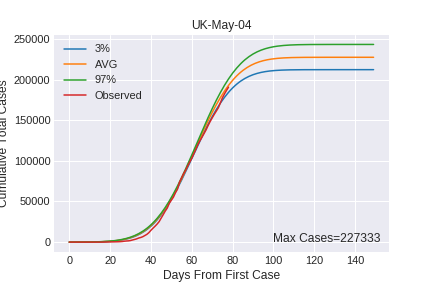 UK-May-04
250000
200000
150000
100000
50000
0
3%
AVG
97%
Observed
Max Cases=227333
0 20 40 60 80 100 120 140
Days From First Case
Cumulative Total Cases